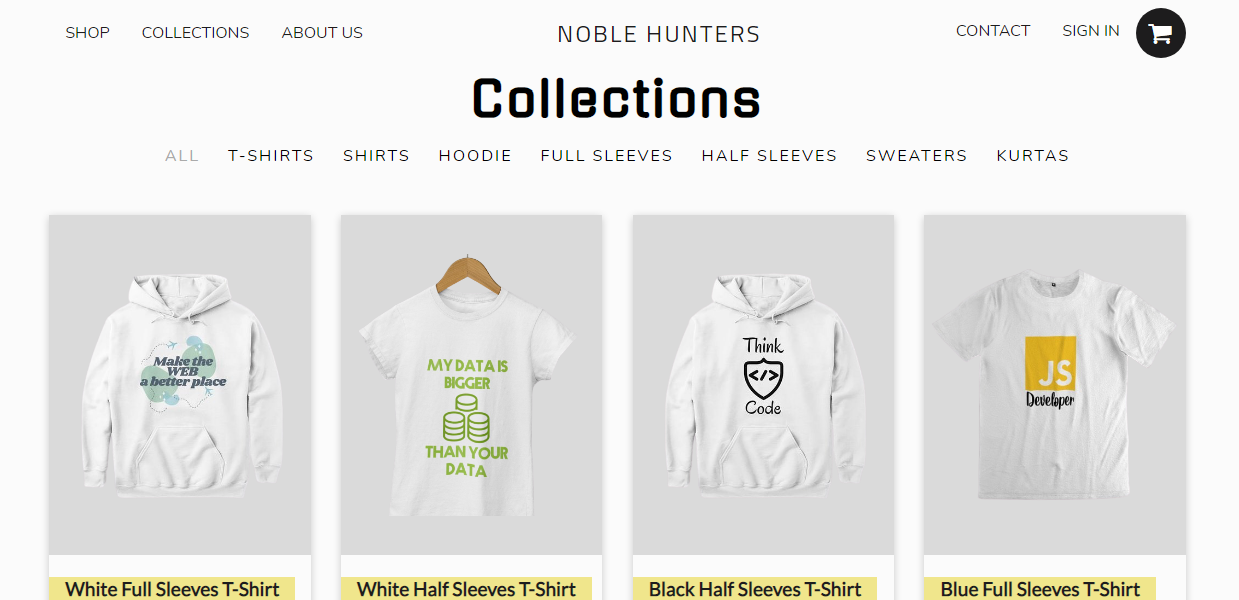 SHOP COLLECTIONS ABOUT US NOBLE HUNTERS CONTACT SIGN IN
Collections
ALL T-SHIRTS SHIRTS HOODIE FULL SLEEVES HALF SLEEVES SWEATERS KURTAS
Make the
WEB
a better place
MY DATA IS
BIGGER
THAN YOUR
DATA
Think
</>
Code
JS
Developer
White Full Sleeves T-Shirt
White Half Sleeves T-Shirt
Black Half Sleeves T-Shirt
Blue Full Sleeves T-Shirt